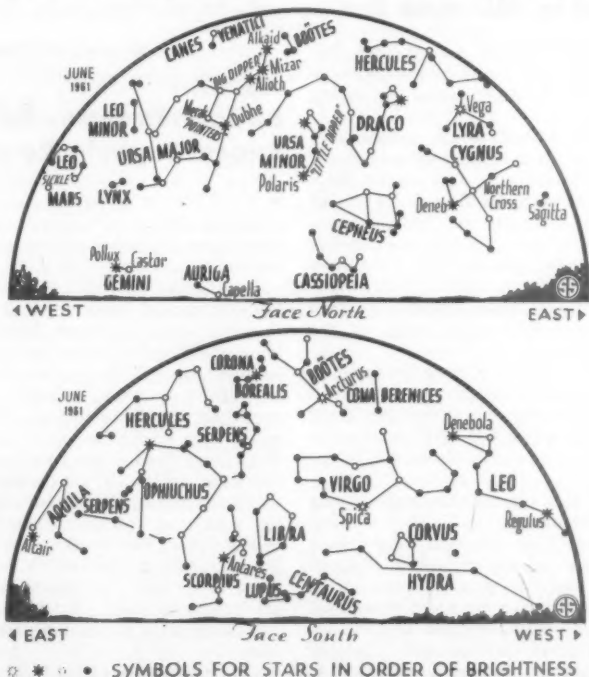 CANES VENATICI
Alkaid
BOÖTES
HERCULES
JUNE
1961
"BIG DIPPER"
Mizar
Alioth
LEO
MINOR
Merak
POINTERS
Dubhe
URSA MAJOR
URSA
MINOR
"LITTLE DIPPER"
DRACO
Vega
LYRA
CYGNUS
LEO
SICKLE
MARS
LYNX
Polaris
Deneb
Northern
Cross
Sagitta
CEPHEUS
Pollux
Castor
GEMINI
AURIGA
Capella
CASSIOPEIA
SS
◄WEST
Face North
EAST►
JUNE
1961
CORONA
BOREALIS
BOÖTES
Arcturus
COMA BERENICES
HERCULES
SERPENS
Denebola
AQUILA
SERPENS
OPHIUCHUS
VIRGO
Spica
LEO
Regulus
Altair
LIBRA
CORVUS
SCORPIUS
Antares
LUPUS
CENTAURUS
HYDRA
SS
◄EAST
Face South
WEST►
SYMBOLS FOR STARS IN ORDER OF BRIGHTNESS